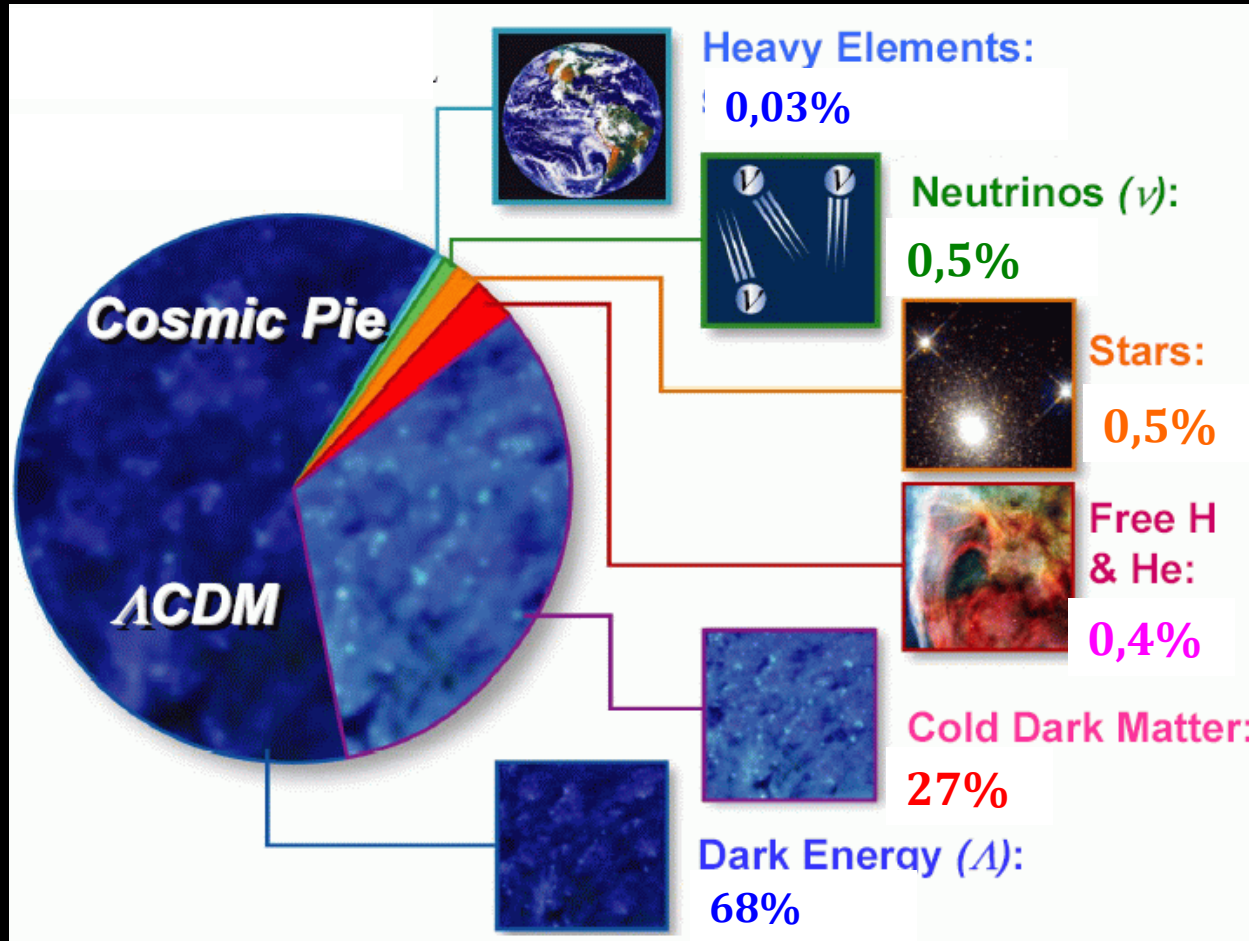 Heavy Elements:
0,03%
ν ν
ν
Neutrinos (ν):
0,5%
Cosmic Pie
Stars:
0,5%
Free H
& He:
0,4%
ΛCDM
Cold Dark Matter:
27%
Dark Energy (Λ):
68%